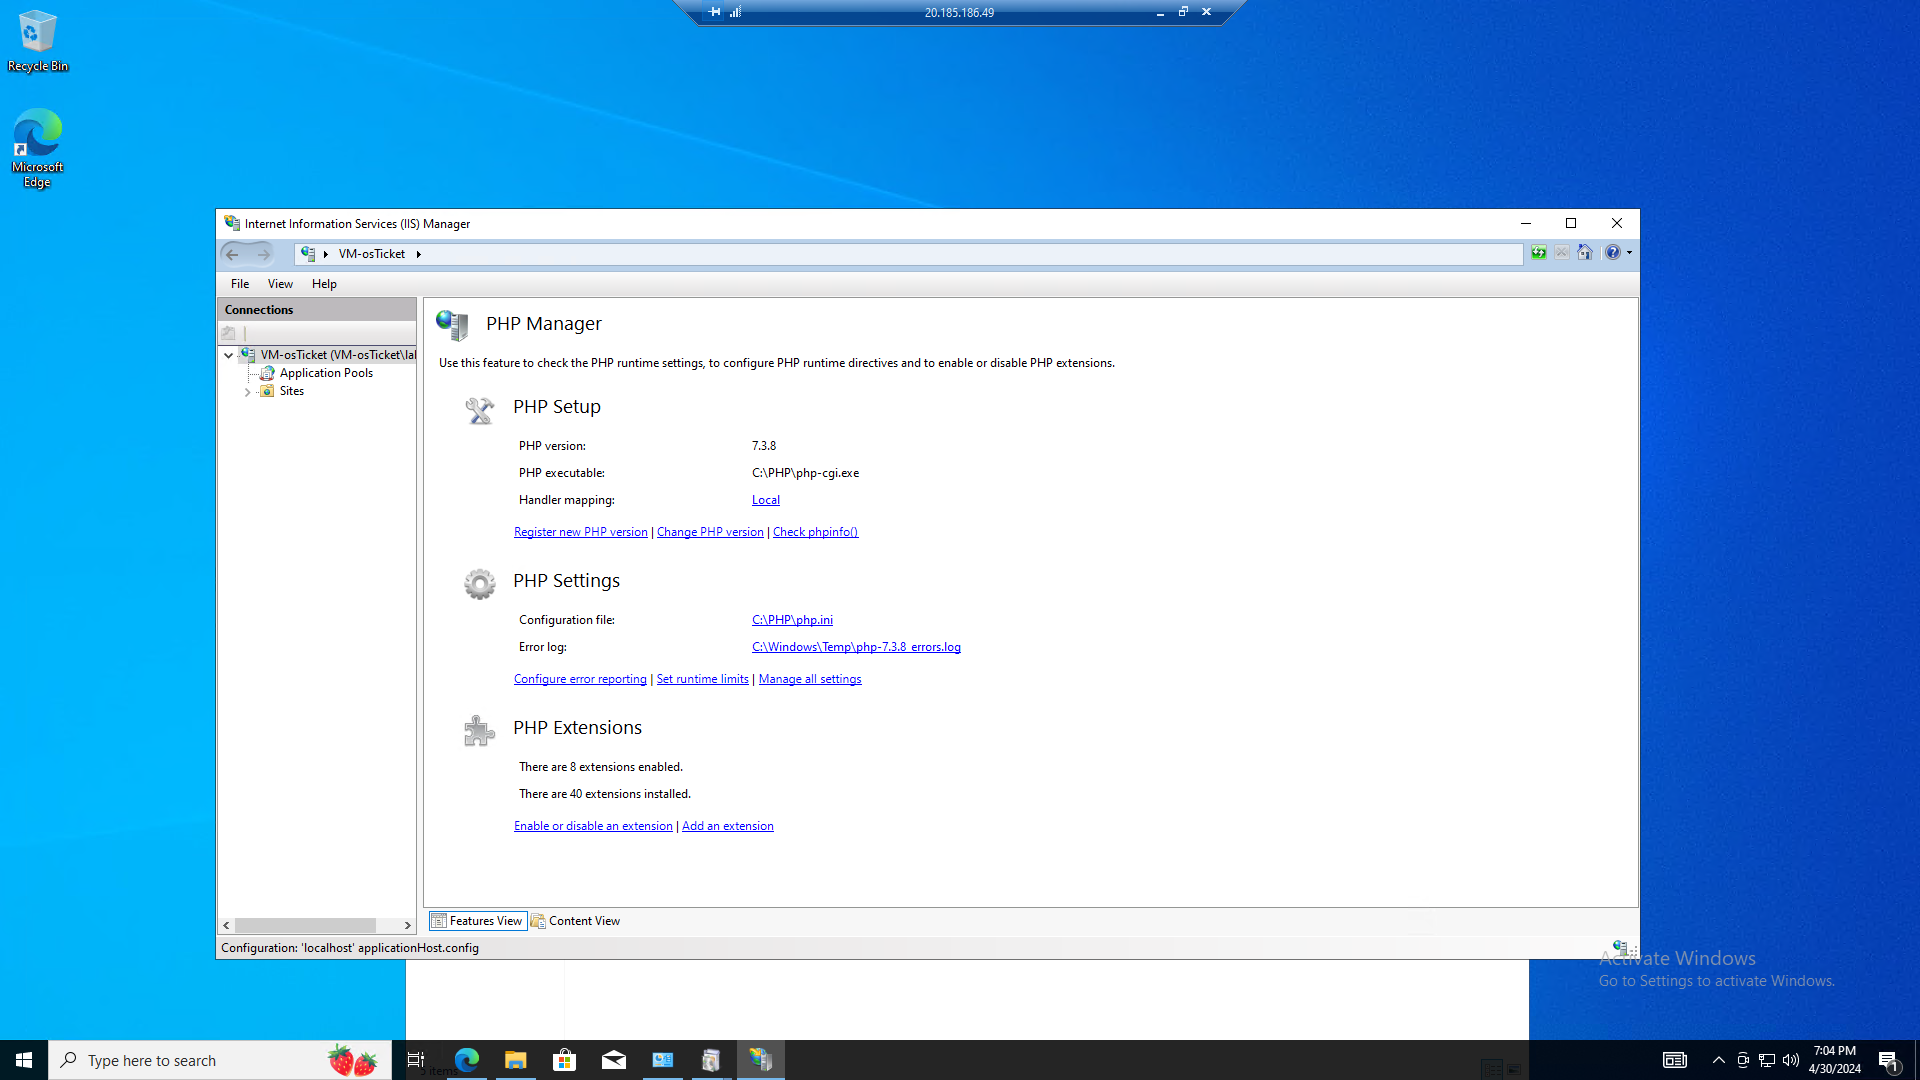 20.185.186.49
Recycle Bin
Microsoft
Edge
Internet Information Services (IIS) Manager
VM-osTicket
File View Help
Connections
VM-osTicket (VM-osTicket\la
Application Pools
Sites
PHP Manager
Use this feature to check the PHP runtime settings, to configure PHP runtime directives and to enable or disable PHP extensions.
PHP Setup
PHP version: 7.3.8
PHP executable: C:\PHP\php-cgi.exe
Handler mapping: Local
Register new PHP version | Change PHP version | Check phpinfo()
PHP Settings
Configuration file: C:\PHP\php.ini
Error log: C:\Windows\Temp\php-7.3.8_errors.log
Configure error reporting | Set runtime limits | Manage all settings
PHP Extensions
There are 8 extensions enabled.
There are 40 extensions installed.
Enable or disable an extension | Add an extension
Features View Content View
Configuration: 'localhost' applicationHost.config
Activate Windows
Go to Settings to activate Windows.
Type here to search
items
7:04 PM
4/30/2024
1